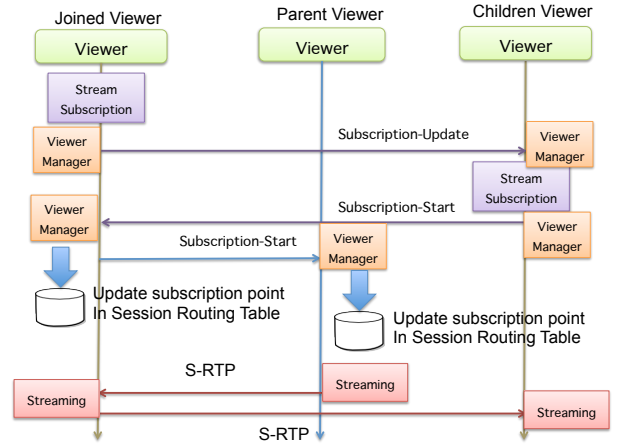 Joined Viewer
Parent Viewer
Children Viewer
Viewer
Viewer
Viewer
Stream
Subscription
Viewer
Manager
Subscription-Update
Viewer
Manager
Stream
Subscription
Viewer
Manager
Subscription-Start
Viewer
Manager
Subscription-Start
Viewer
Manager
Update subscription point
In Session Routing Table
Update subscription point
In Session Routing Table
S-RTP
Streaming
Streaming
Streaming
S-RTP